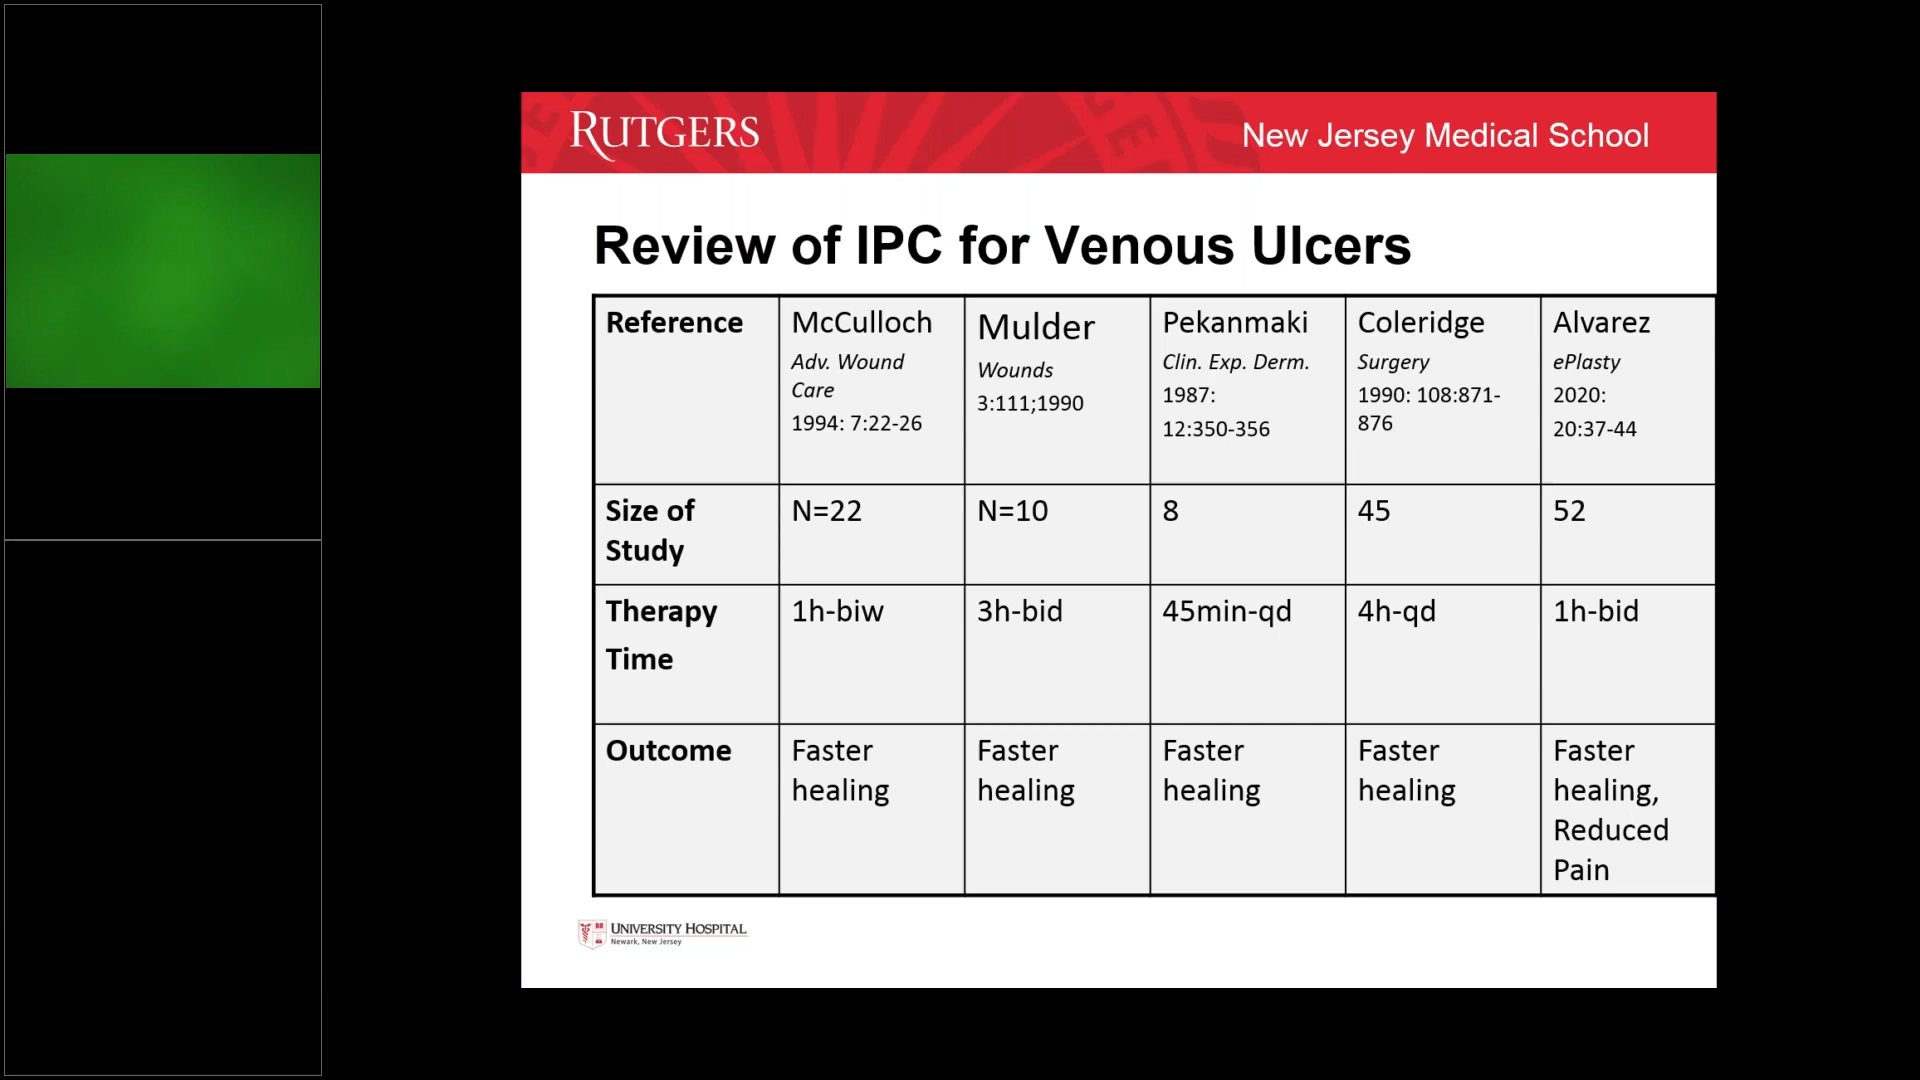 RUTGERS
New Jersey Medical School
Review of IPC for Venous Ulcers
Reference
McCulloch
Adv. Wound
Care
1994: 7:22-26
Mulder
Wounds
3:111;1990
Pekanmaki
Clin. Exp. Derm.
1987:
12:350-356
Coleridge
Surgery
1990: 108:871-
876
Alvarez
ePlasty
2020:
20:37-44
Size of
Study
N=22
N=10
8
45
52
Therapy
Time
1h-biw
3h-bid
45min-qd
4h-qd
1h-bid
Outcome
Faster
healing
Faster
healing
Faster
healing
Faster
healing
Faster
healing,
Reduced
Pain
UNIVERSITY HOSPITAL
Newark, New Jersey